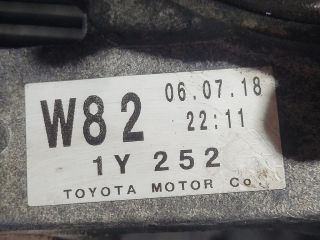 W82 06.07.18
22:11
1Y 252
TOYOTA MOTOR Co.